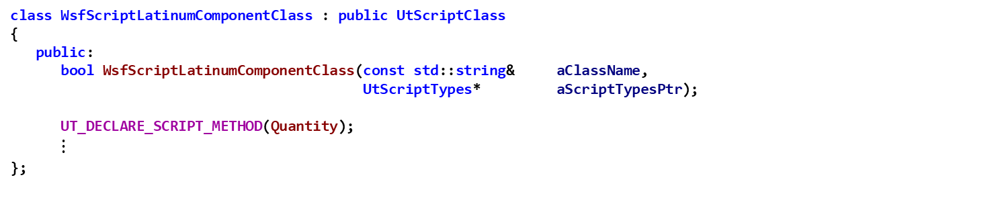 class WsfScriptLatinumComponentClass : public UtScriptClass
{
   public:
      bool WsfScriptLatinumComponentClass(const std::string&     aClassName,
                                          UtScriptTypes*         aScriptTypesPtr);

      UT_DECLARE_SCRIPT_METHOD(Quantity);
      ⋮
};